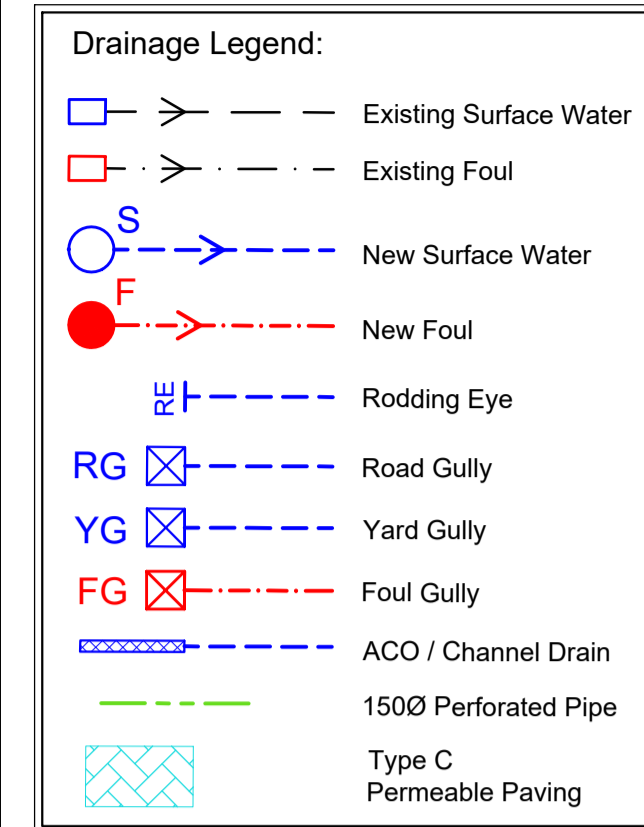 Drainage Legend:
Existing Surface Water
Existing Foul
S
New Surface Water
F
New Foul
RE
Rodding Eye
RG
Road Gully
YG
Yard Gully
FG
Foul Gully
ACO / Channel Drain
150Ø Perforated Pipe
Type C
Permeable Paving